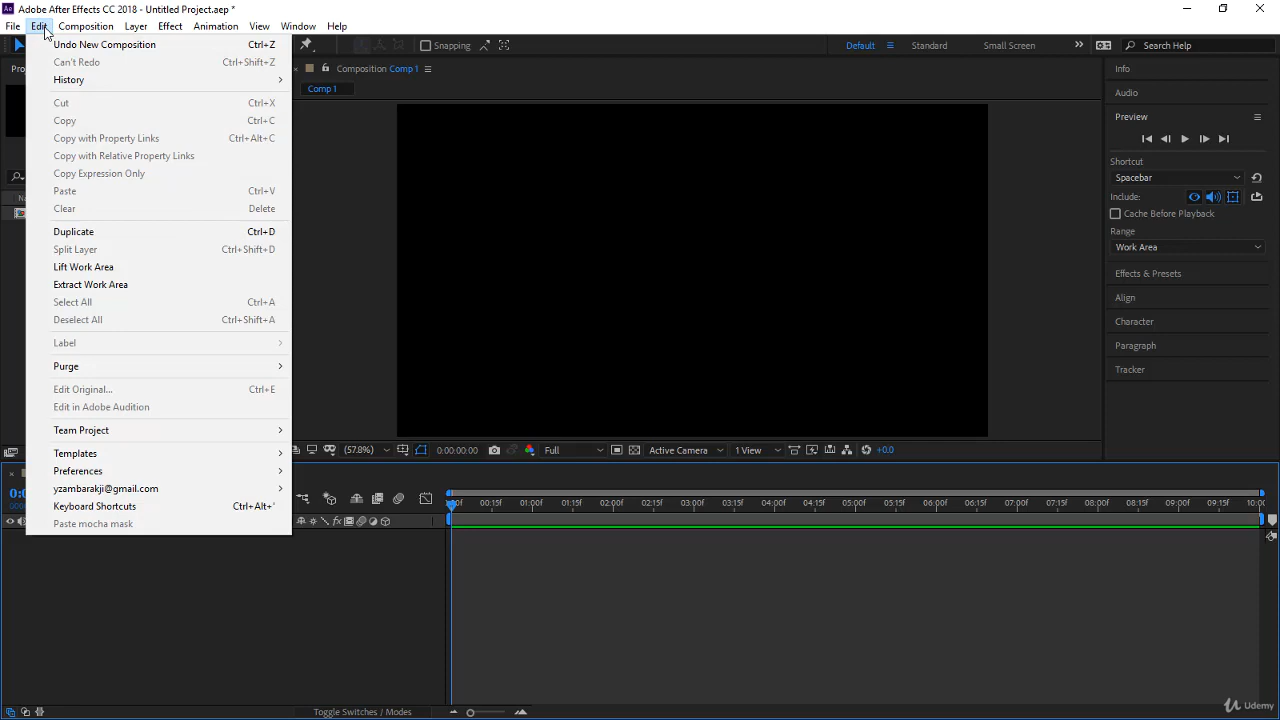 Ae Adobe After Effects CC 2018 - Untitled Project.aep *
File Edit Composition Layer Effect Animation View Window Help
Snapping Default Standard Small Screen Search Help
Undo New Composition Ctrl+Z
Can't Redo Ctrl+Shift+Z
History
Cut Ctrl+X
Copy Ctrl+C
Copy with Property Links Ctrl+Alt+C
Copy with Relative Property Links
Copy Expression Only
Paste Ctrl+V
Clear Delete
Duplicate Ctrl+D
Split Layer Ctrl+Shift+D
Lift Work Area
Extract Work Area
Select All Ctrl+A
Deselect All Ctrl+Shift+A
Label
Purge
Edit Original... Ctrl+E
Edit in Adobe Audition
Team Project
Templates
Preferences
yzambarakji@gmail.com
Keyboard Shortcuts Ctrl+Alt+'
Paste mocha mask
Composition Comp 1
Comp 1
Info
Audio
Preview
Shortcut
Spacebar
Include:
Cache Before Playback
Range
Work Area
Effects & Presets
Align
Character
Paragraph
Tracker
(57.8%) 0:00:00:00 Full Active Camera 1 View +0.0
00:15f 01:00f 01:15f 02:00f 02:15f 03:00f 03:15f 04:00f 04:15f 05:00f 05:15f 06:00f 06:15f 07:00f 07:15f 08:00f 08:15f 09:00f 09:15f
Toggle Switches / Modes
Udemy